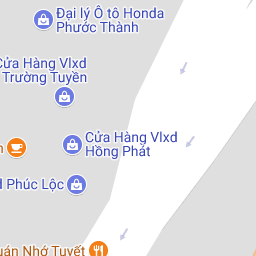 Đại lý Ô tô Honda
Phước Thành
Cửa Hàng Vlxd
Trường Tuyền
Cửa Hàng Vlxd
Hồng Phát
Phúc Lộc
Nhớ Tuyết